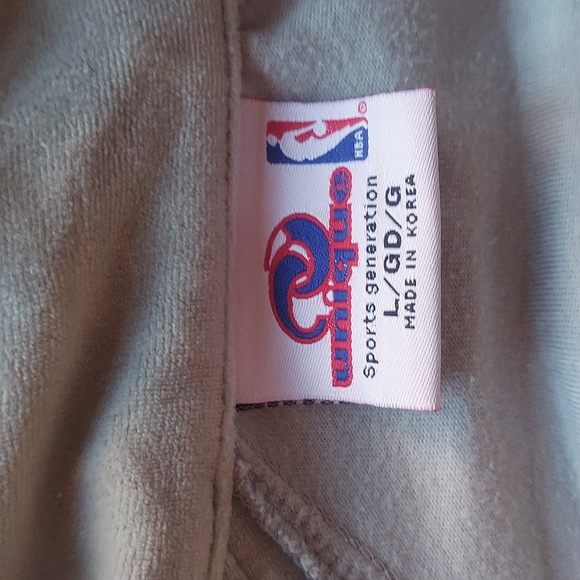 NBA ®
unique
Sports generation
L/GD/G
MADE IN KOREA